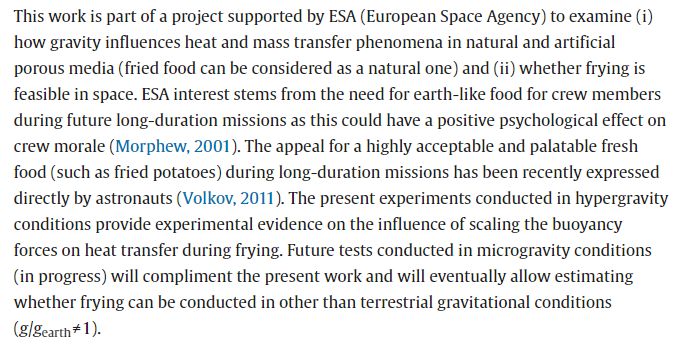 This work is part of a project supported by ESA (European Space Agency) to examine (i)
how gravity influences heat and mass transfer phenomena in natural and artificial
porous media (fried food can be considered as a natural one) and (ii) whether frying is
feasible in space. ESA interest stems from the need for earth-like food for crew members
during future long-duration missions as this could have a positive psychological effect on
crew morale (Morphew, 2001). The appeal for a highly acceptable and palatable fresh
food (such as fried potatoes) during long-duration missions has been recently expressed
directly by astronauts (Volkov, 2011). The present experiments conducted in hypergravity
conditions provide experimental evidence on the influence of scaling the buoyancy
forces on heat transfer during frying. Future tests conducted in microgravity conditions
(in progress) will compliment the present work and will eventually allow estimating
whether frying can be conducted in other than terrestrial gravitational conditions
(g/gearth≠1).